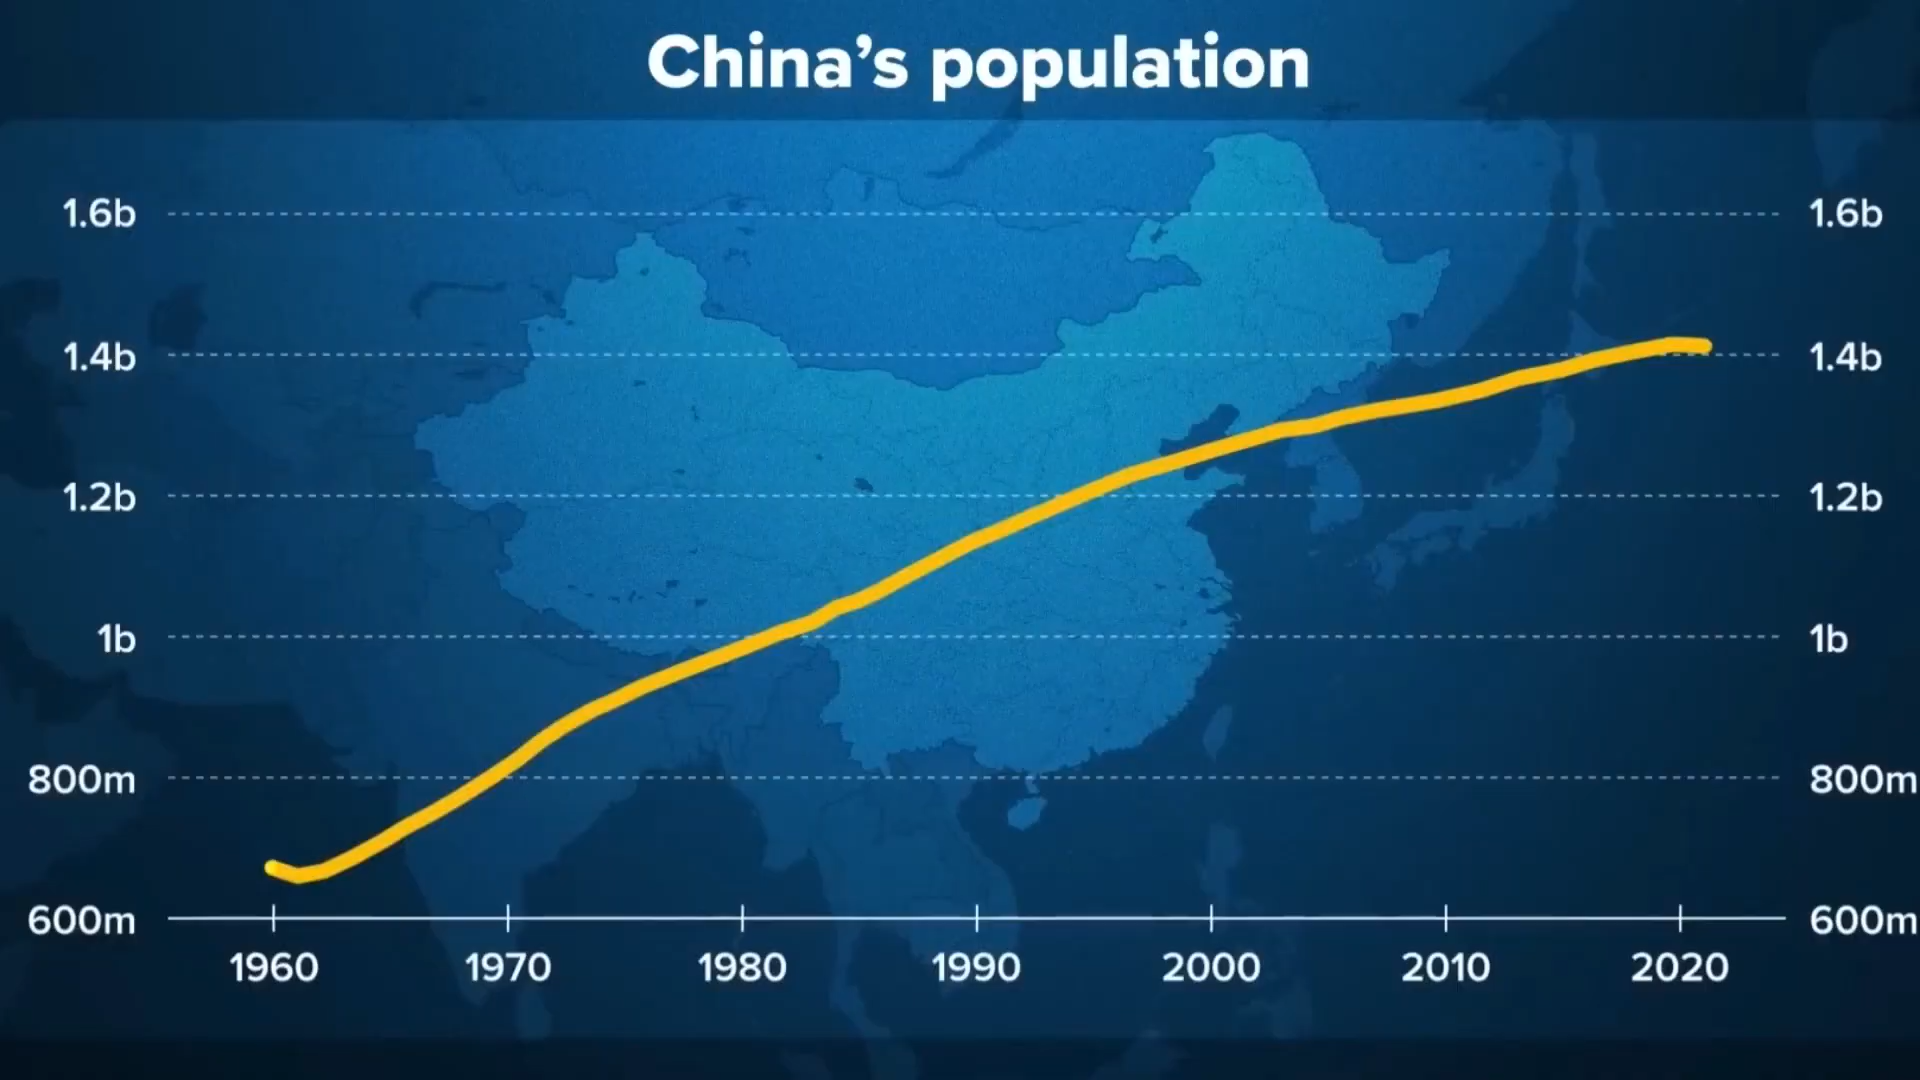 China’s population
1.6b 1.6b
1.4b 1.4b
1.2b 1.2b
1b 1b
800m 800m
600m 600m
1960 1970 1980 1990 2000 2010 2020